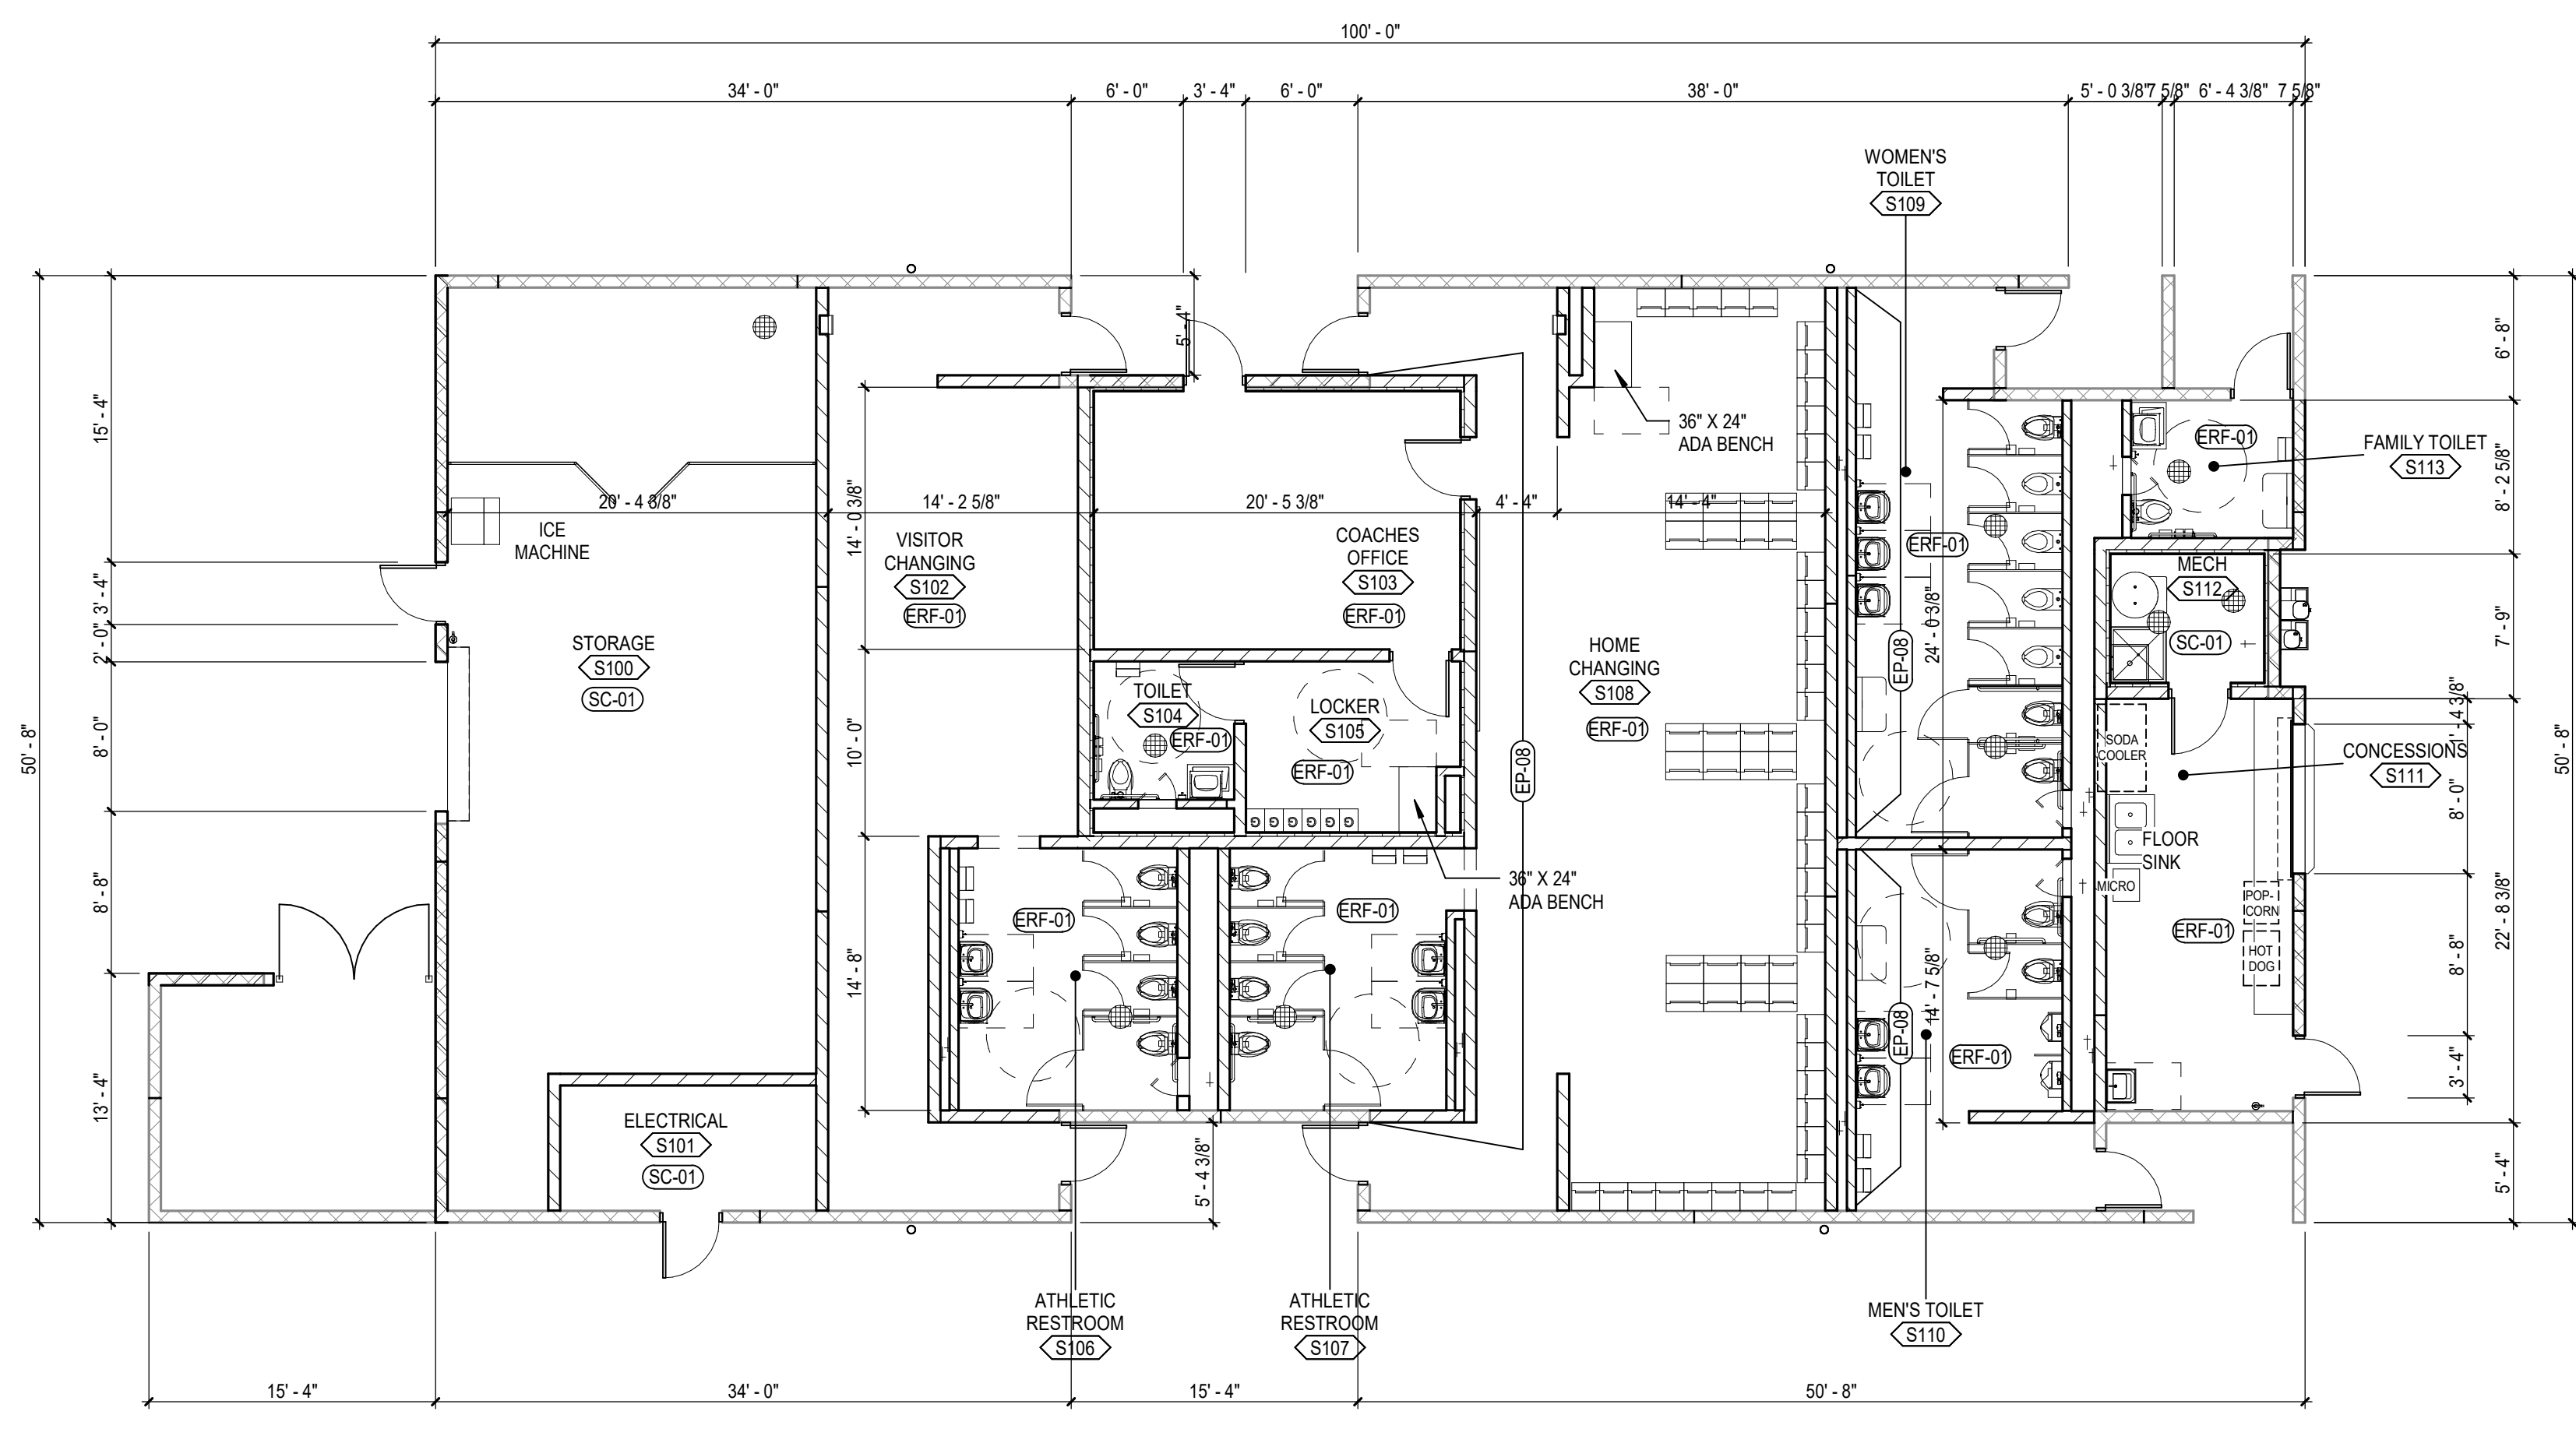 100' - 0"
34' - 0"
6' - 0"
3' - 4"
6' - 0"
38' - 0"
5' - 0 3/8"
7 5/8"
6' - 4 3/8"
7 5/8"
WOMEN'S
TOILET
S109
5' - 4"
6' - 8"
15' - 4"
36" X 24"
ADA BENCH
ERF-01
FAMILY TOILET
S113
8' - 2 5/8"
20' - 4 3/8"
14' - 2 5/8"
20' - 5 3/8"
4' - 4"
14' - 4"
14' - 0 3/8"
ICE
MACHINE
VISITOR
CHANGING
S102
ERF-01
COACHES
OFFICE
S103
ERF-01
ERF-01
MECH
S112
SC-01
3' - 4"
2' - 0"
7' - 9"
STORAGE
S100
SC-01
HOME
CHANGING
S108
ERF-01
EP-08
24' - 0 3/8"
TOILET
S104
ERF-01
LOCKER
S105
ERF-01
EP-08
50' - 8"
8' - 0"
10' - 0"
1' - 4 3/8"
SODA
COOLER
CONCESSIONS
S111
8' - 0"
50' - 8"
FLOOR
SINK
MICRO
POP-
CORN
HOT
DOG
ERF-01
36" X 24"
ADA BENCH
8' - 8"
ERF-01
ERF-01
14' - 8"
14' - 7 5/8"
EP-08
ERF-01
8' - 8"
22' - 8 3/8"
3' - 4"
13' - 4"
ELECTRICAL
S101
SC-01
5' - 4 3/8"
5' - 4"
ATHLETIC
RESTROOM
S106
ATHLETIC
RESTROOM
S107
MEN'S TOILET
S110
15' - 4"
34' - 0"
15' - 4"
50' - 8"